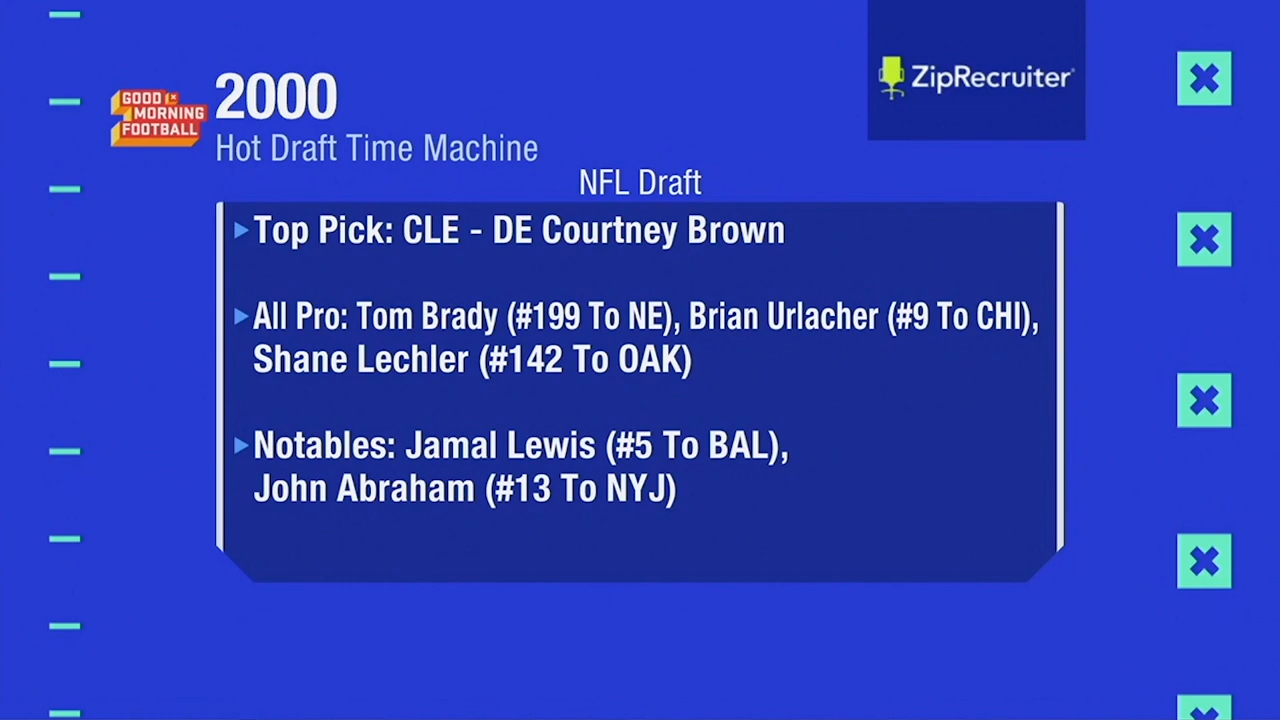 GOOD
MORNING
FOOTBALL
2000
Hot Draft Time Machine
ZipRecruiter
NFL Draft
Top Pick: CLE - DE Courtney Brown
All Pro: Tom Brady (#199 To NE), Brian Urlacher (#9 To CHI),
Shane Lechler (#142 To OAK)
Notables: Jamal Lewis (#5 To BAL),
John Abraham (#13 To NYJ)